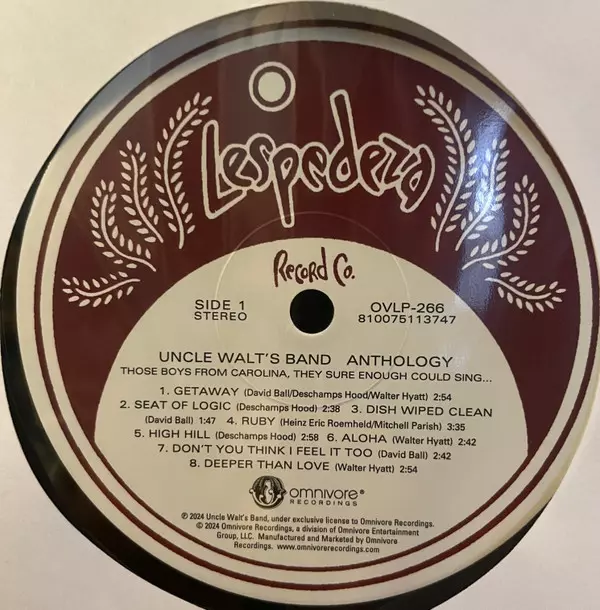 Lespedeza
Record Co.
SIDE 1
STEREO
OVLP-266
810075113747
UNCLE WALT'S BAND ANTHOLOGY
THOSE BOYS FROM CAROLINA, THEY SURE ENOUGH COULD SING...
1. GETAWAY (David Ball/Deschamps Hood/Walter Hyatt) 2:54
2. SEAT OF LOGIC (Deschamps Hood) 2:38 3. DISH WIPED CLEAN
(David Ball) 1:47 4. RUBY (Heinz Eric Roemheld/Mitchell Parish) 3:35
5. HIGH HILL (Deschamps Hood) 2:58 6. ALOHA (Walter Hyatt) 2:42
7. DON'T YOU THINK I FEEL IT TOO (David Ball) 2:42
8. DEEPER THAN LOVE (Walter Hyatt) 2:54
omnivore®
RECORDINGS
℗ 2024 Uncle Walt's Band, under exclusive license to Omnivore Recordings.
© 2024 Omnivore Recordings, a division of Omnivore Entertainment
Group, LLC. Manufactured and Marketed by Omnivore
Recordings. www.omnivorerecordings.com